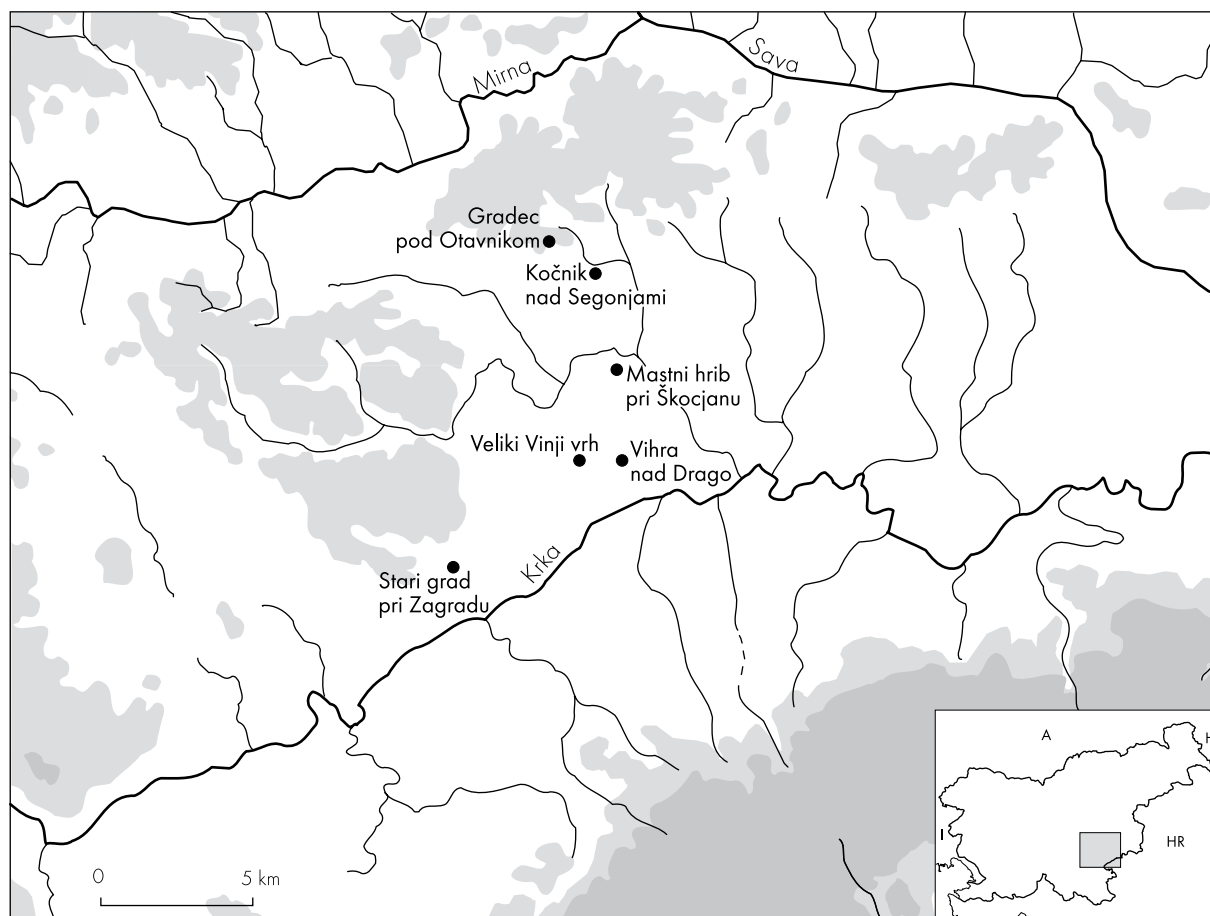 Sava
Mirna
Gradec
pod Otavnikom
Kočnik
nad Segonjami
Mastni hrib
pri Škocjanu
Veliki Vinji vrh
Vihra
nad Drago
Krka
Stari grad
pri Zagradu
0 5 km
A
H
I
HR